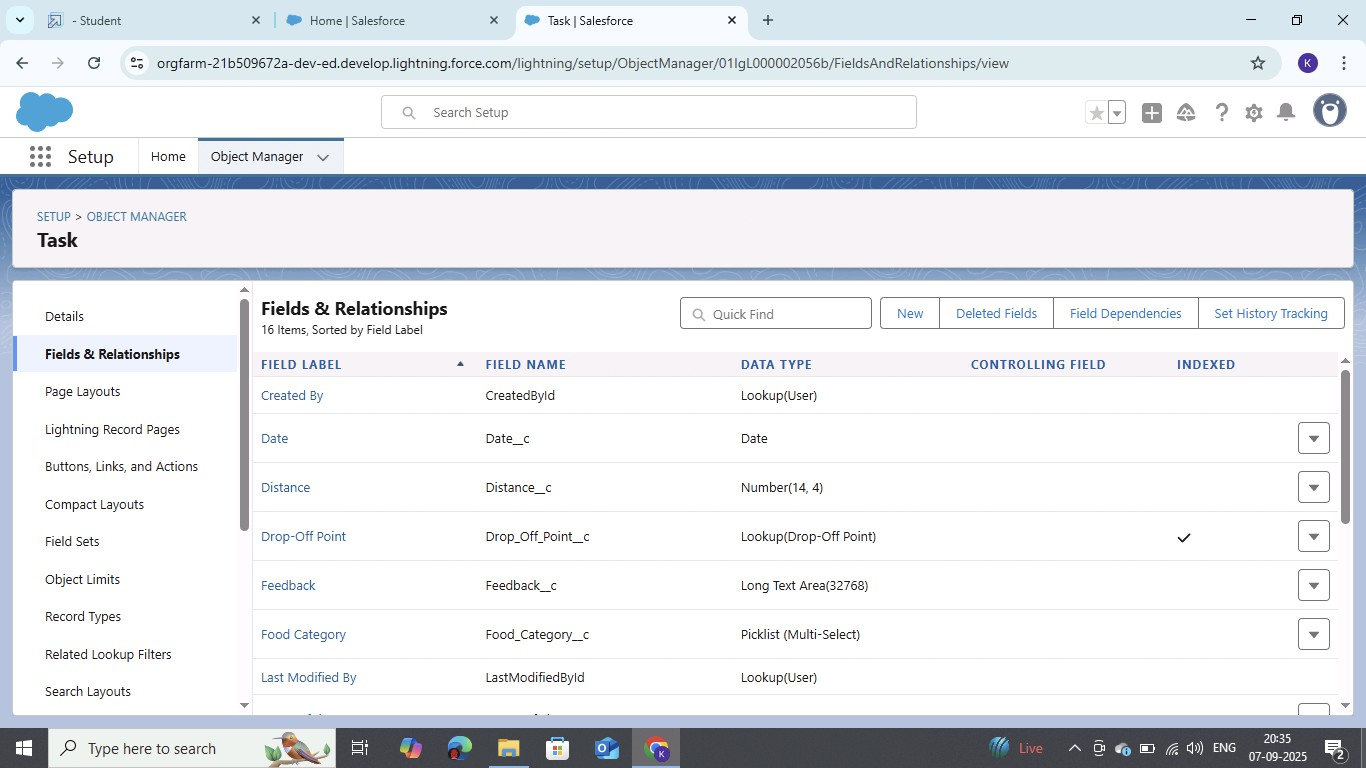 - Student
Home | Salesforce
Task | Salesforce
orgfarm-21b509672a-dev-ed.develop.lightning.force.com/lightning/setup/ObjectManager/01IgL000002056b/FieldsAndRelationships/view
K
Search Setup
Setup
Home
Object Manager
SETUP > OBJECT MANAGER
Task
Details
Fields & Relationships
Page Layouts
Lightning Record Pages
Buttons, Links, and Actions
Compact Layouts
Field Sets
Object Limits
Record Types
Related Lookup Filters
Search Layouts
Fields & Relationships
16 Items, Sorted by Field Label
Quick Find
New
Deleted Fields
Field Dependencies
Set History Tracking
FIELD LABEL FIELD NAME DATA TYPE CONTROLLING FIELD INDEXED
Created By CreatedById Lookup(User)
Date Date__c Date
Distance Distance__c Number(14, 4)
Drop-Off Point Drop_Off_Point__c Lookup(Drop-Off Point)
Feedback Feedback__c Long Text Area(32768)
Food Category Food_Category__c Picklist (Multi-Select)
Last Modified By LastModifiedById Lookup(User)
Type here to search
Live
ENG
20:35
07-09-2025
2